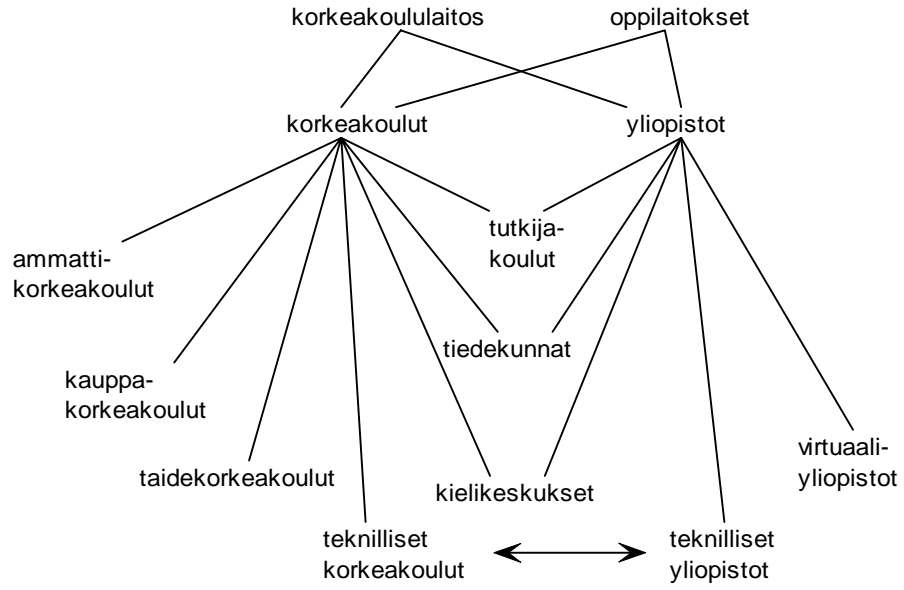 korkeakoululaitos
oppilaitokset
korkeakoulut
yliopistot
tutkija-
koulut
ammatti-
korkeakoulut
tiedekunnat
kauppa-
korkeakoulut
virtuaali-
yliopistot
taidekorkeakoulut
kielikeskukset
teknilliset
korkeakoulut
teknilliset
yliopistot